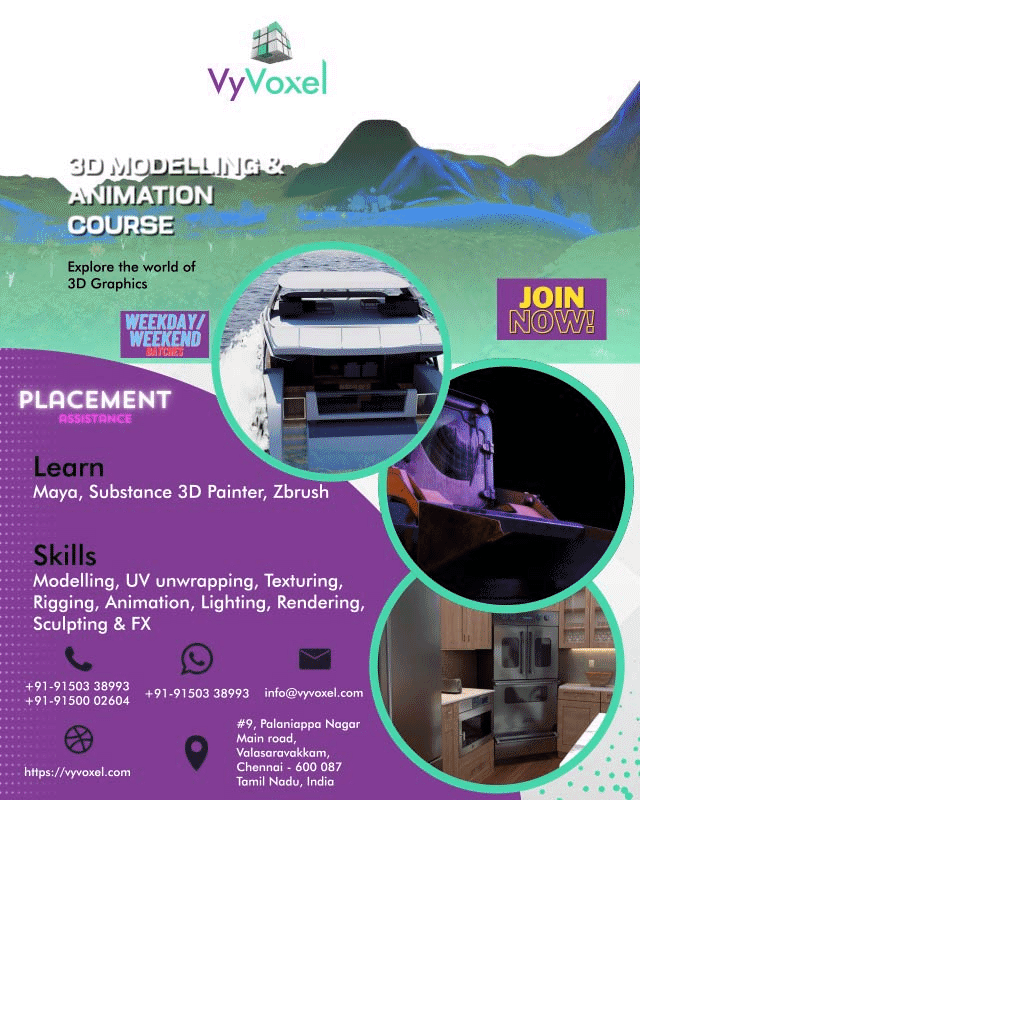 VyVoxel
3D MODELLING &
ANIMATION
COURSE
Explore the world of
3D Graphics
JOIN
NOW!
WEEKDAY/
WEEKEND
BATCHES
PLACEMENT
ASSISTANCE
Learn
Maya, Substance 3D Painter, Zbrush
Skills
Modelling, UV unwrapping, Texturing,
Rigging, Animation, Lighting, Rendering,
Sculpting & FX
+91-91503 38993
+91-91500 02604
+91-91503 38993
info@vyvoxel.com
https://vyvoxel.com
#9, Palaniappa Nagar
Main road,
Valasaravakkam,
Chennai - 600 087
Tamil Nadu, India